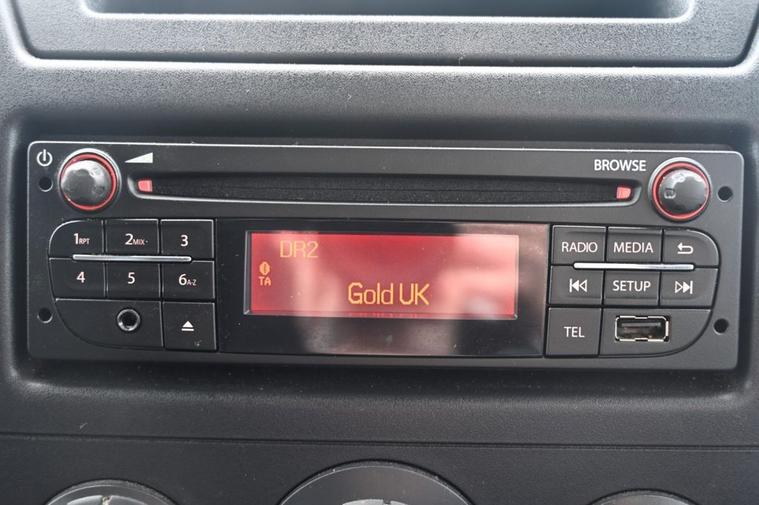 BROWSE
1RPT 2MIX· 3
4 5 6A-Z
DR2
TA
Gold UK
RADIO MEDIA
SETUP
TEL